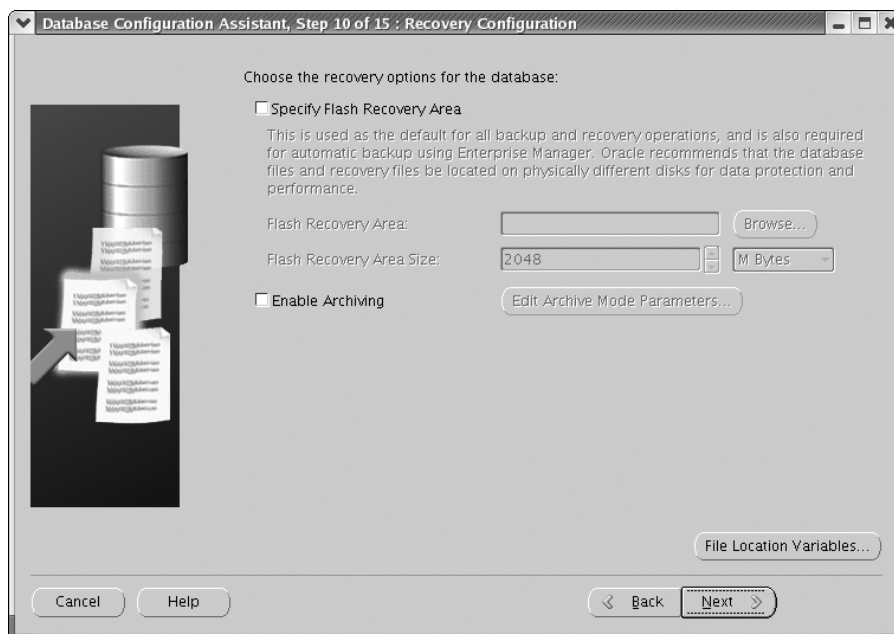 Database Configuration Assistant, Step 10 of 15 : Recovery Configuration
Choose the recovery options for the database:
Specify Flash Recovery Area
This is used as the default for all backup and recovery operations, and is also required
for automatic backup using Enterprise Manager. Oracle recommends that the database
files and recovery files be located on physically different disks for data protection and
performance.
Flash Recovery Area:
Browse...
Flash Recovery Area Size:
2048
M Bytes
Enable Archiving
Edit Archive Mode Parameters...
File Location Variables...
Cancel
Help
Back
Next